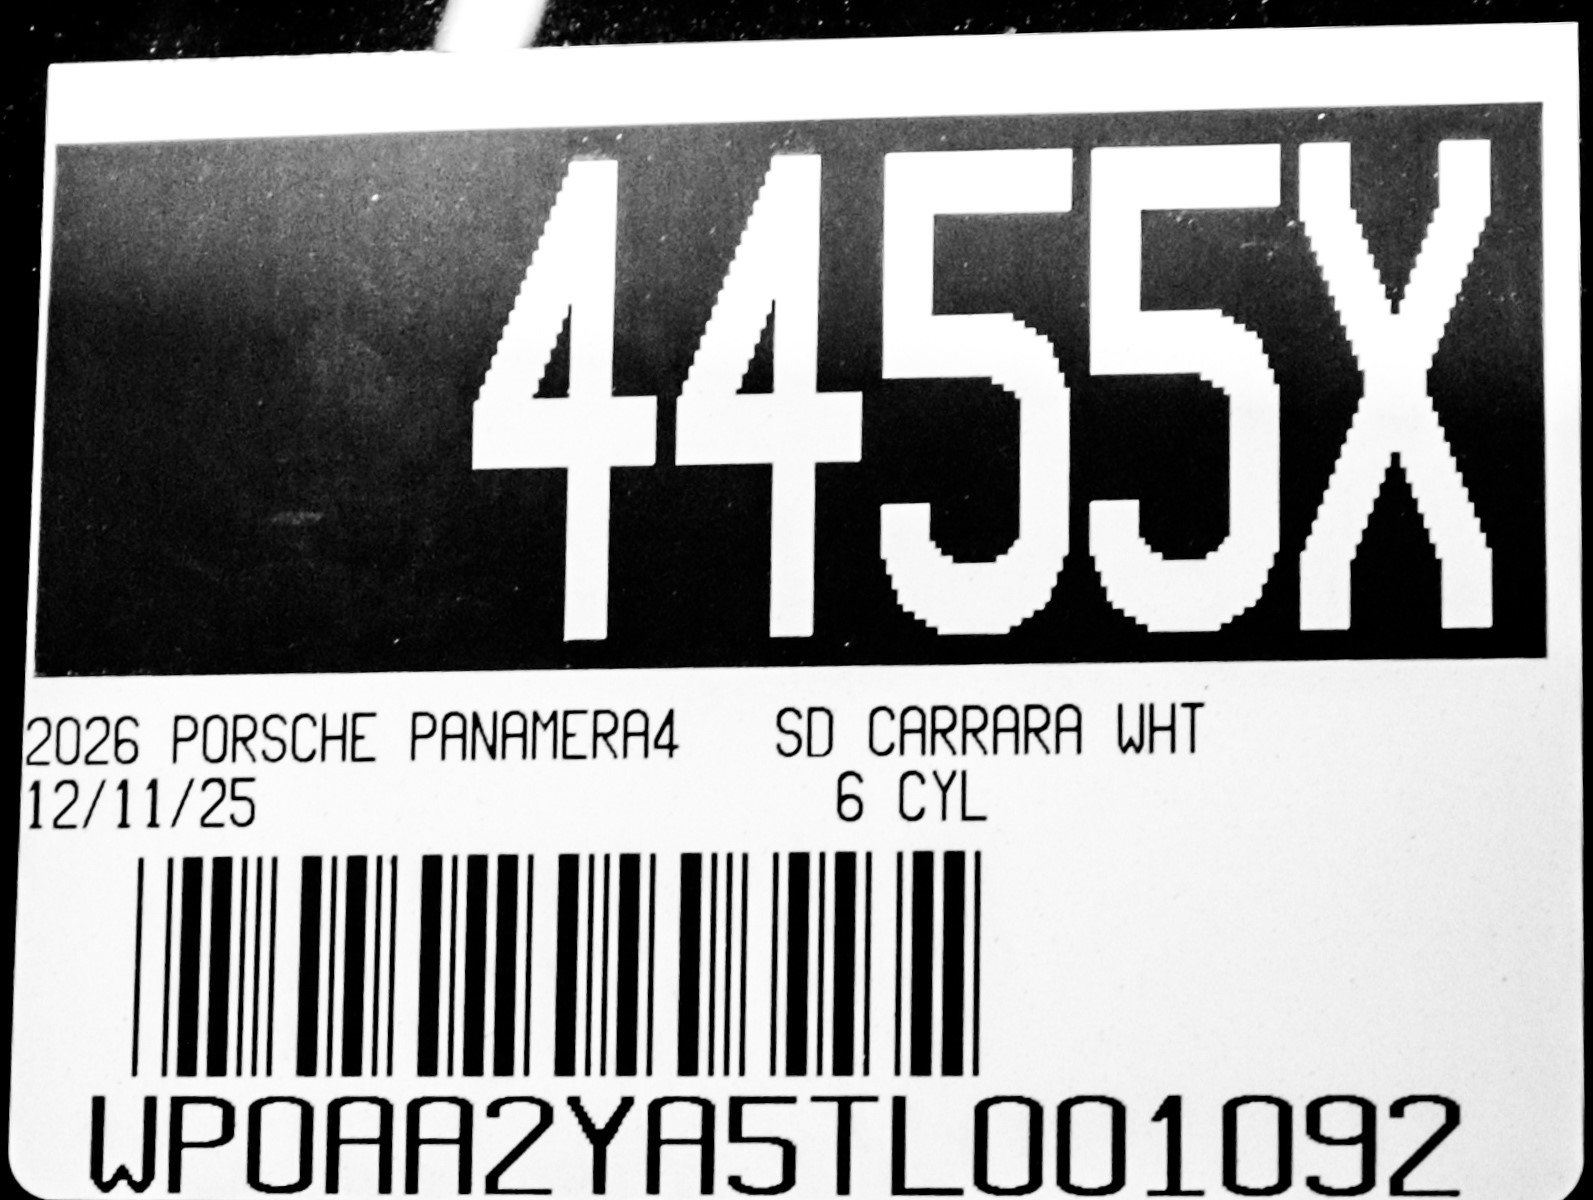 4455X
2026 PORSCHE PANAMERA4 SD CARRARA WHT
12/11/25 6 CYL
WP0AA2YA5TL001092